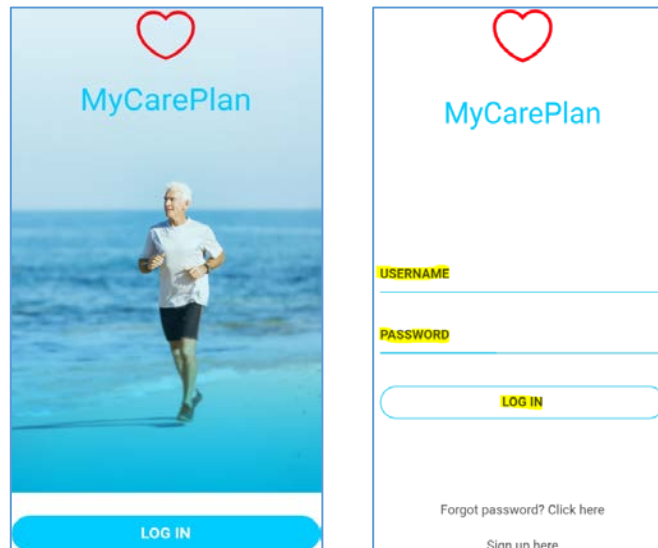 MyCarePlan
LOG IN
MyCarePlan
USERNAME
PASSWORD
LOG IN
Forgot password? Click here
Sign up here